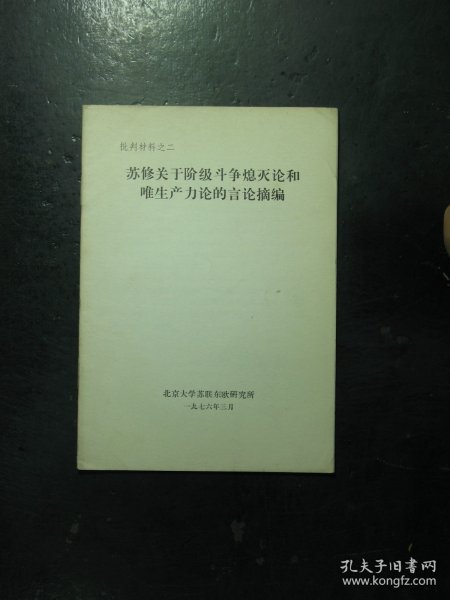 批判材料之二
苏修关于阶级斗争熄灭论和
唯生产力论的言论摘编
北京大学苏联东欧研究所
一九七六年三月
孔夫子旧书网
www.kongfz.com